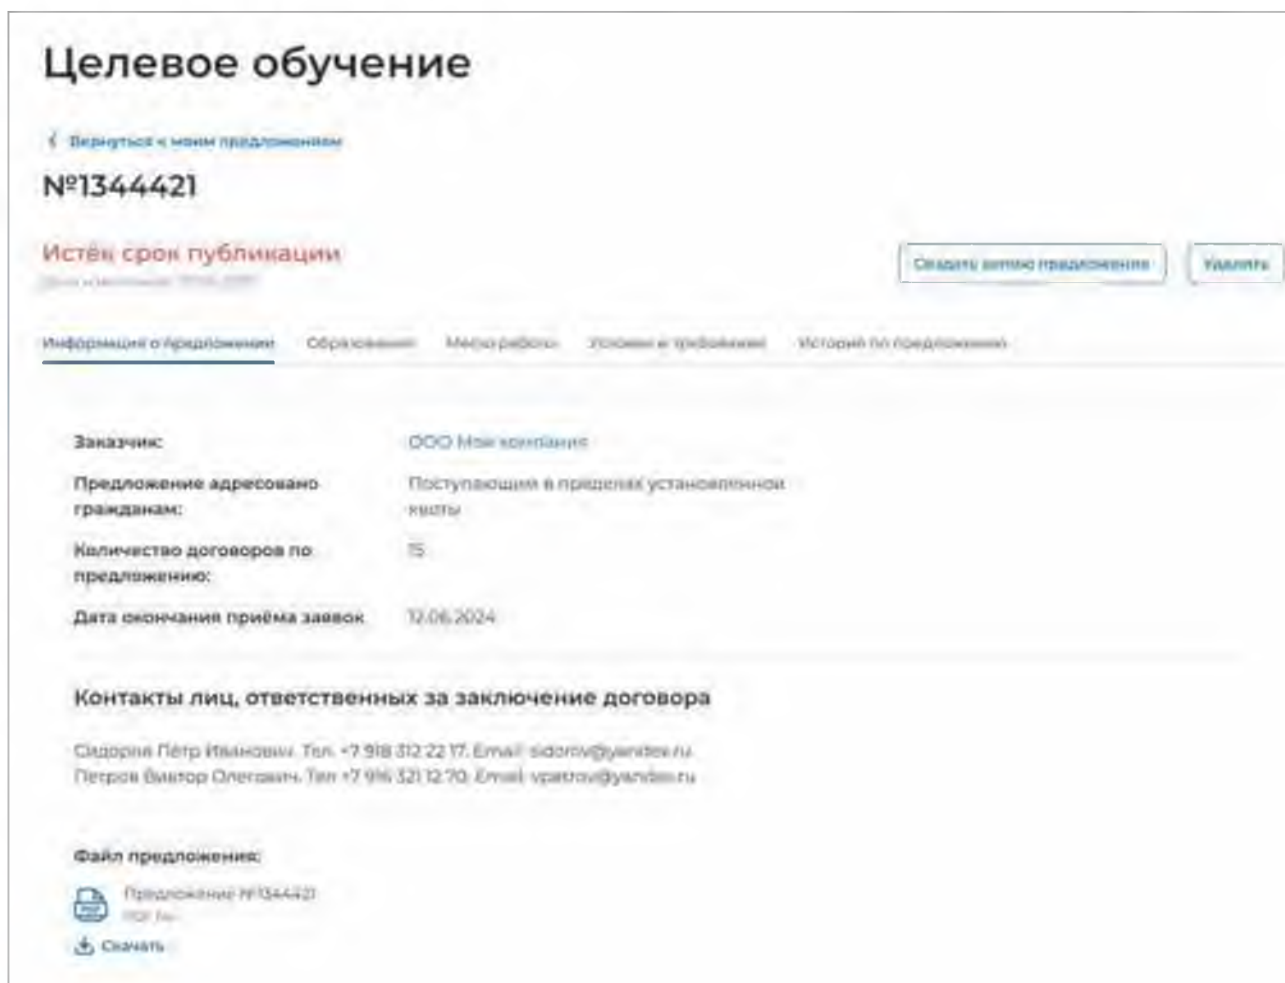 Целевое обучение
Вернуться к моим предложениям
№1344421
Истёк срок публикации
Создать копию предложения
Удалить
Информация о предложении
Образование
Место работы
Условия и требования
История по предложению
Заказчик:
ООО Моя компания
Предложение адресовано
гражданам:
Поступающим в пределах установленной
квоты
Количество договоров по
предложению:
15
Дата окончания приёма заявок
12.06.2024
Контакты лиц, ответственных за заключение договора
Сидоров Пётр Иванович. Тел. +7 918 312 22 17. Email: sidorov@yandex.ru
Петров Виктор Олегович. Тел +7 916 321 12 70. Email: vpetrov@yandex.ru
Файл предложения:
Предложение №1344421
PDF
Скачать